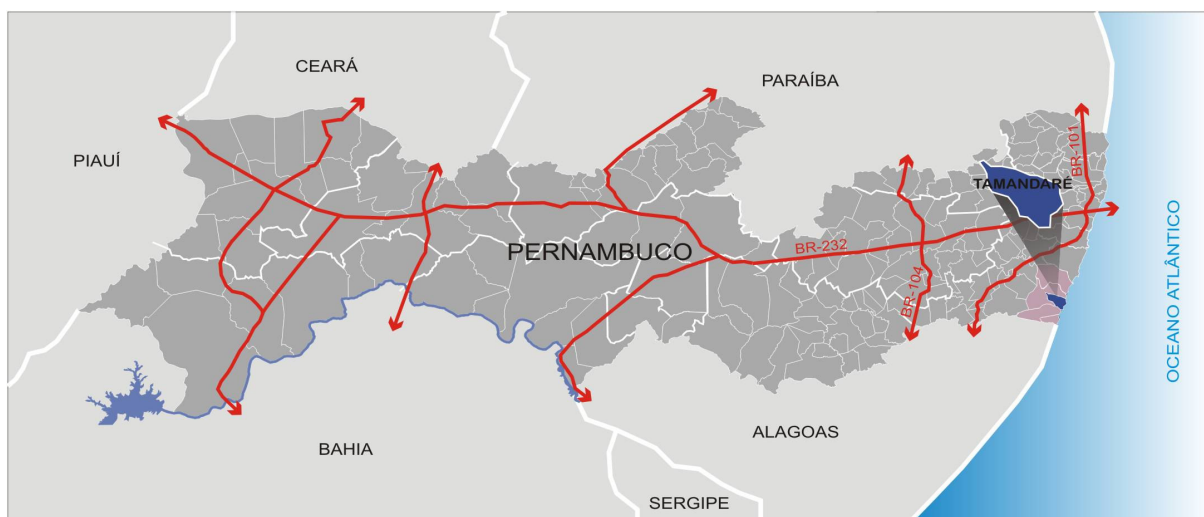 CEARÁ
PARAÍBA
PIAUÍ
BR-101
TAMANDARÉ
PERNAMBUCO
BR-232
BR-104
OCEANO ATLÂNTICO
ALAGOAS
BAHIA
SERGIPE